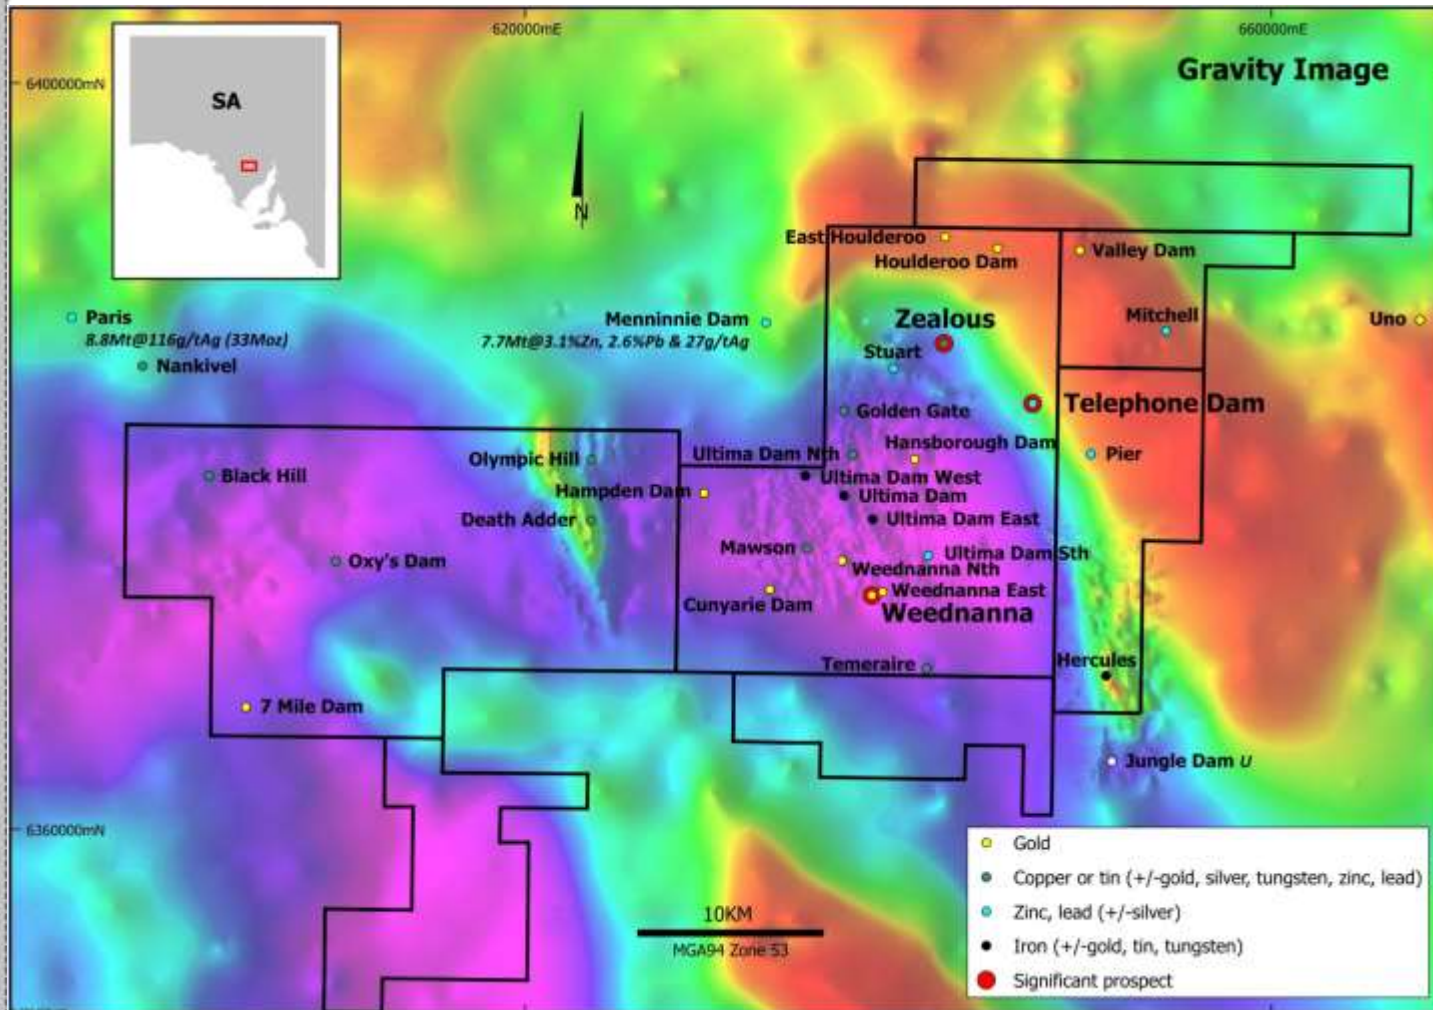 620000mE
660000mE
6400000mN
Gravity Image
SA
N
East Houlderoo
Houlderoo Dam
Valley Dam
Paris
8.8Mt@116g/tAg (33Moz)
Nankivel
Menninnie Dam
7.7Mt@3.1%Zn, 2.6%Pb & 27g/tAg
Zealous
Stuart
Mitchell
Uno
Golden Gate
Telephone Dam
Hansborough Dam
Olympic Hill
Ultima Dam Nth
Pier
Black Hill
Ultima Dam West
Hampden Dam
Ultima Dam
Death Adder
Ultima Dam East
Mawson
Ultima Dam Sth
Oxy's Dam
Weednanna Nth
Weednanna East
Cunyarie Dam
Weednanna
Temeraire
Hercules
7 Mile Dam
Jungle Dam U
6360000mN
Gold
Copper or tin (+/-gold, silver, tungsten, zinc, lead)
Zinc, lead (+/-silver)
Iron (+/-gold, tin, tungsten)
Significant prospect
10KM
MGA94 Zone 53